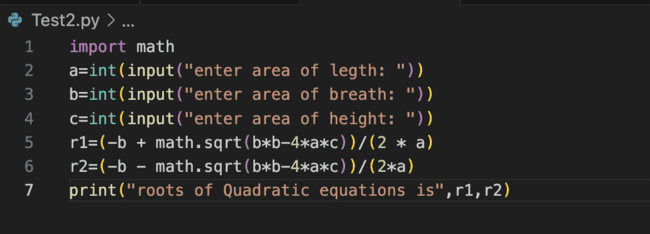 Test2.py > ...
1 import math
2 a=int(input("enter area of legth: "))
3 b=int(input("enter area of breath: "))
4 c=int(input("enter area of height: "))
5 r1=(-b + math.sqrt(b*b-4*a*c))/(2 * a)
6 r2=(-b - math.sqrt(b*b-4*a*c))/(2*a)
7 print("roots of Quadratic equations is",r1,r2)